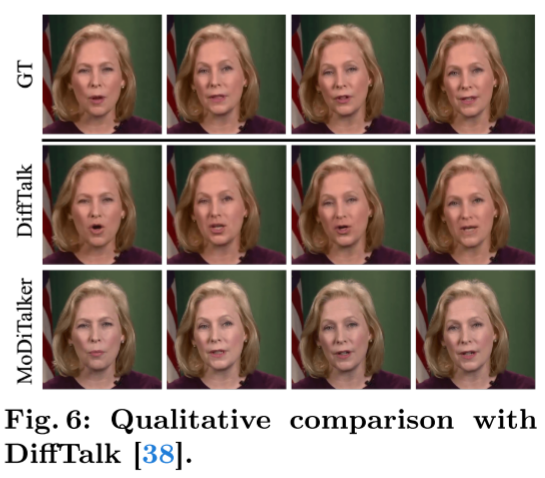 GT
DiffTalk
MoDiTalker
Fig. 6: Qualitative comparison with
DiffTalk [38].